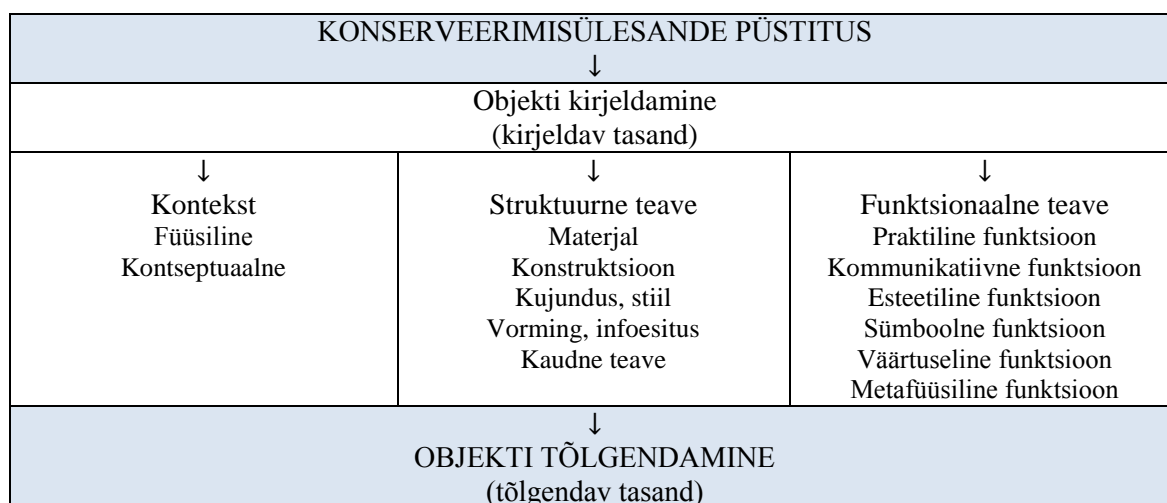 KONSERVEERIMISÜLESANDE PÜSTITUS
↓
Objekti kirjeldamine
(kirjeldav tasand)
↓
Kontekst
Füüsiline
Kontseptuaalne
↓
Struktuurne teave
Materjal
Konstruktsioon
Kujundus, stiil
Vorming, infoesitus
Kaudne teave
↓
Funktsionaalne teave
Praktiline funktsioon
Kommunikatiivne funktsioon
Esteetiline funktsioon
Sümboolne funktsioon
Väärtuseline funktsioon
Metafüüsiline funktsioon
↓
OBJEKTI TÕLGENDAMINE
(tõlgendav tasand)